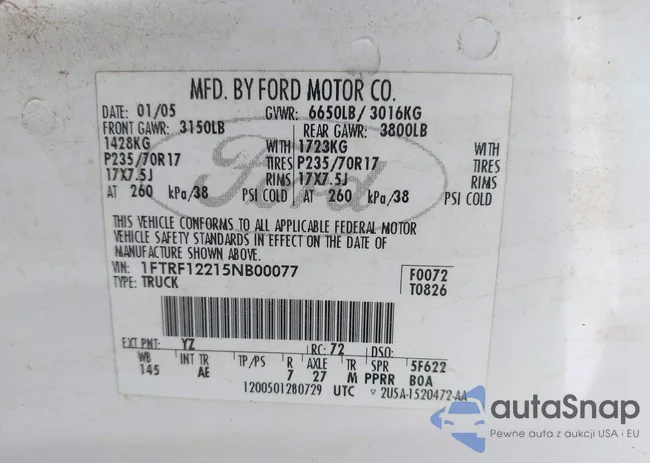 MFD. BY FORD MOTOR CO.
DATE: 01/05 GVWR: 6650LB/ 3016KG
FRONT GAWR: 3150LB REAR GAWR: 3800LB
1428KG WITH 1723KG WITH
P235/70R17 TIRES P235/70R17 TIRES
17X7.5J RIMS 17X7.5J RIMS
AT 260 kPa/38 PSI COLD AT 260 kPa/38 PSI COLD
Ford
THIS VEHICLE CONFORMS TO ALL APPLICABLE FEDERAL MOTOR
VEHICLE SAFETY STANDARDS IN EFFECT ON THE DATE OF
MANUFACTURE SHOWN ABOVE.
VIN: 1FTRF12215NB00077 F0072
TYPE: TRUCK T0826
EXT PNT: YZ RC: 72 DSO:
WB INT TR TP/PS R AXLE TR SPR 5F622
145 AE 7 27 M PPRR BOA
1200501280729 UTC ▽ 2U5A-1520472-AA
autaSnap
Pewne auta z aukcji USA i EU